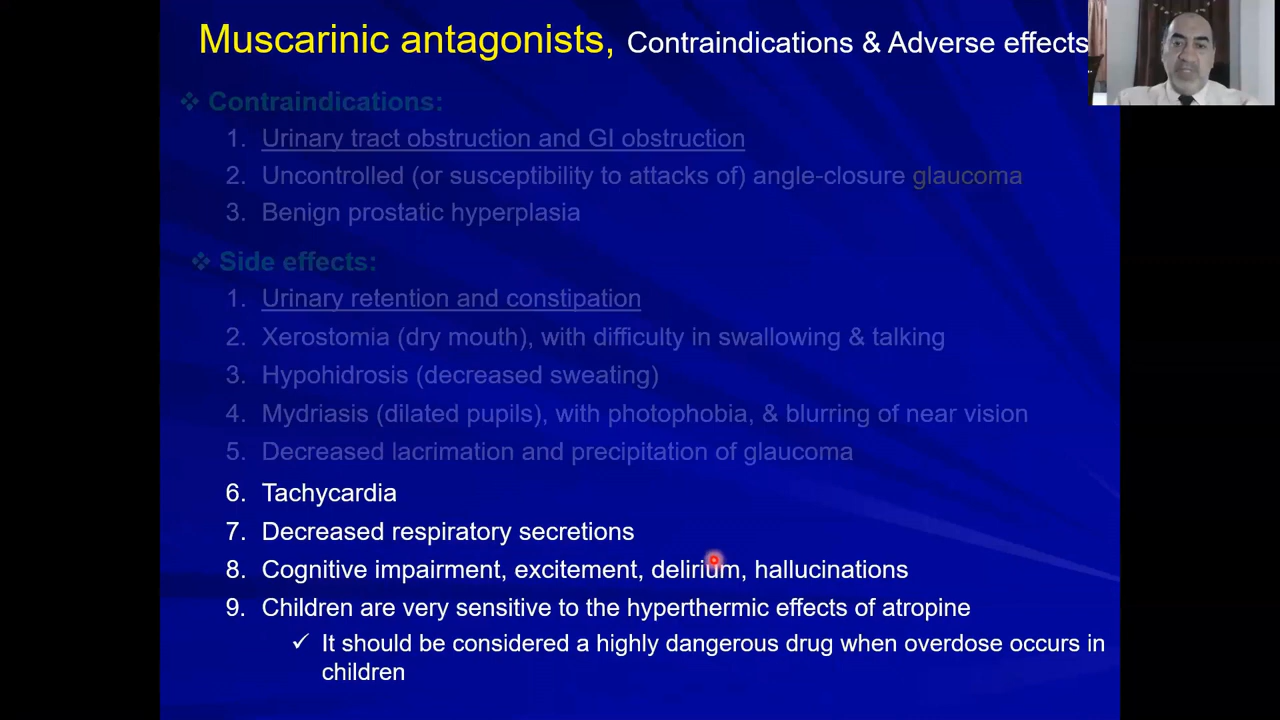 Muscarinic antagonists, Contraindications & Adverse effects
❖ Contraindications:
1. Urinary tract obstruction and GI obstruction
2. Uncontrolled (or susceptibility to attacks of) angle-closure glaucoma
3. Benign prostatic hyperplasia
❖ Side effects:
1. Urinary retention and constipation
2. Xerostomia (dry mouth), with difficulty in swallowing & talking
3. Hypohidrosis (decreased sweating)
4. Mydriasis (dilated pupils), with photophobia, & blurring of near vision
5. Decreased lacrimation and precipitation of glaucoma
6. Tachycardia
7. Decreased respiratory secretions
8. Cognitive impairment, excitement, delirium, hallucinations
9. Children are very sensitive to the hyperthermic effects of atropine
✓ It should be considered a highly dangerous drug when overdose occurs in
children